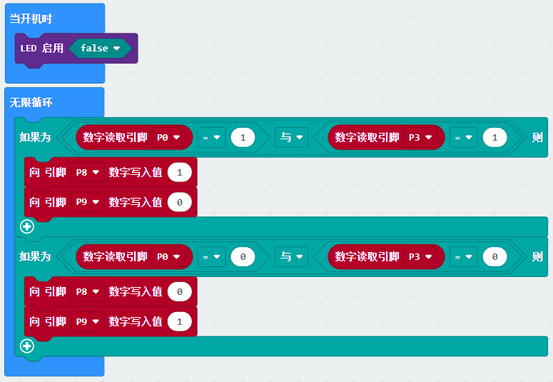 当开机时
LED 启用 false
无限循环
如果为 数字读取引脚 P0 = 1 与 数字读取引脚 P3 = 1 则
向 引脚 P8 数字写入值 1
向 引脚 P9 数字写入值 0
如果为 数字读取引脚 P0 = 0 与 数字读取引脚 P3 = 0 则
向 引脚 P8 数字写入值 0
向 引脚 P9 数字写入值 1